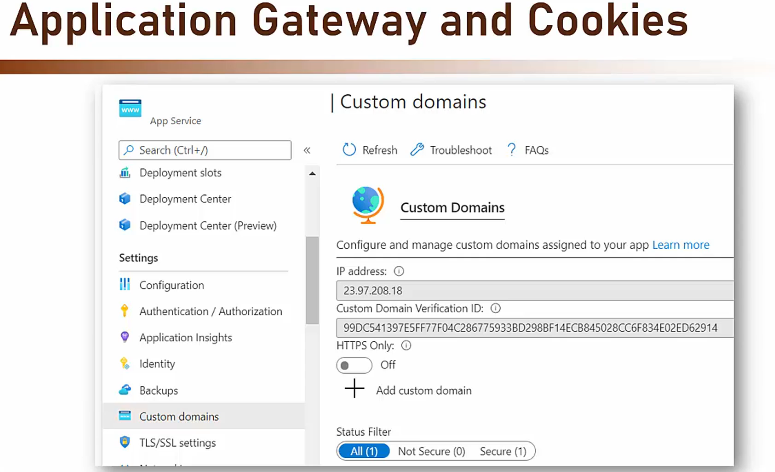 Application Gateway and Cookies
www
App Service
| Custom domains
Search (Ctrl+/)
«
Refresh
Troubleshoot
? FAQs
Deployment slots
Deployment Center
Deployment Center (Preview)
Settings
Configuration
Authentication / Authorization
Application Insights
Identity
Backups
Custom domains
TLS/SSL settings
Custom Domains
Configure and manage custom domains assigned to your app Learn more
IP address:
23.97.208.18
Custom Domain Verification ID:
99DC541397E5FF77F04C286775933BD298BF14ECB845028CC6F834E02ED62914
HTTPS Only:
Off
Add custom domain
Status Filter
All (1) Not Secure (0) Secure (1)